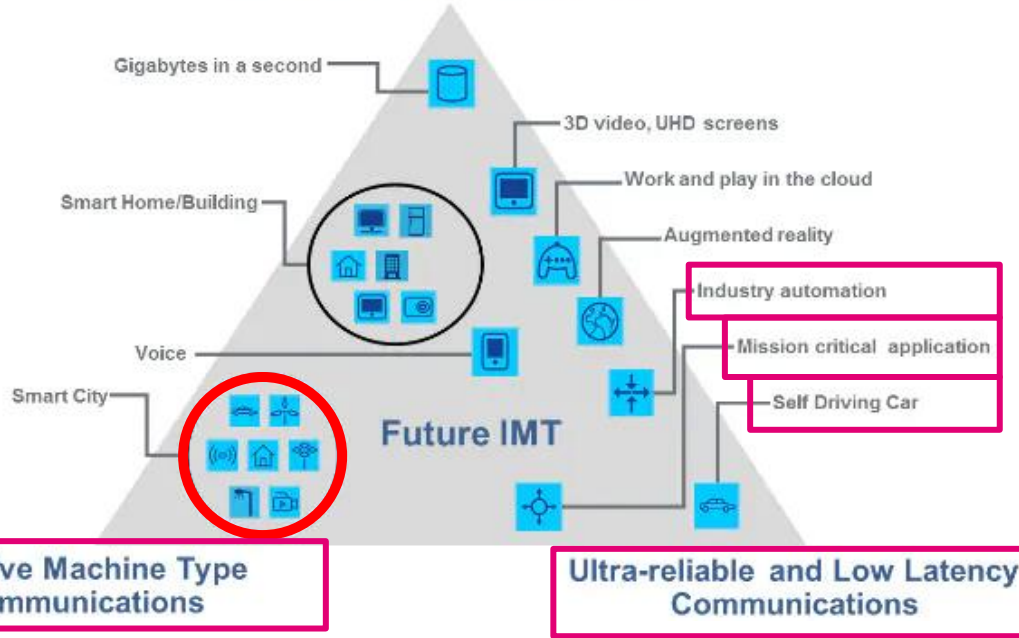 Gigabytes in a second
3D video, UHD screens
Work and play in the cloud
Smart Home/Building
Augmented reality
Industry automation
Mission critical application
Voice
Self Driving Car
Smart City
Future IMT
ve Machine Type
mmunications
Ultra-reliable and Low Latency
Communications